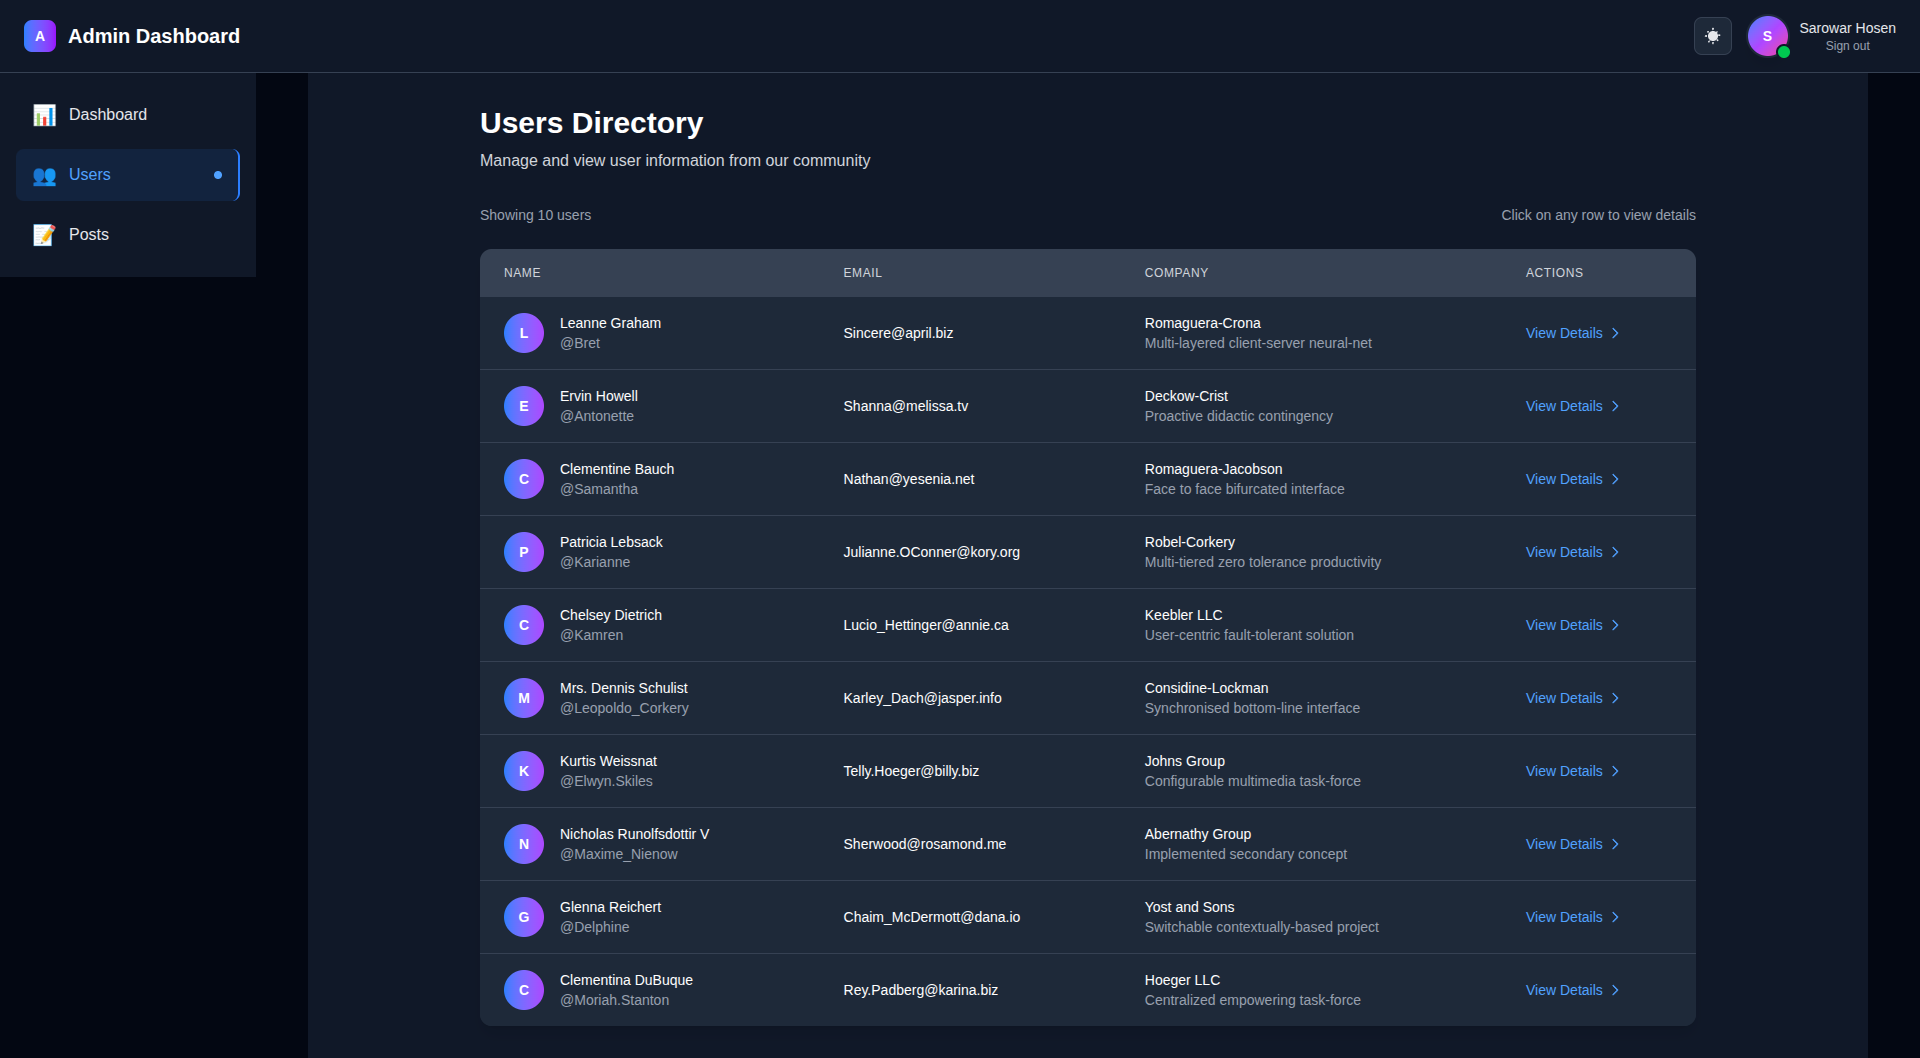 A Admin Dashboard
S Sarowar Hosen
Sign out
Dashboard
Users
Posts
Users Directory
Manage and view user information from our community
Showing 10 users Click on any row to view details
NAME EMAIL COMPANY ACTIONS
L Leanne Graham
@Bret
Sincere@april.biz
Romaguera-Crona
Multi-layered client-server neural-net
View Details
E Ervin Howell
@Antonette
Shanna@melissa.tv
Deckow-Crist
Proactive didactic contingency
View Details
C Clementine Bauch
@Samantha
Nathan@yesenia.net
Romaguera-Jacobson
Face to face bifurcated interface
View Details
P Patricia Lebsack
@Karianne
Julianne.OConner@kory.org
Robel-Corkery
Multi-tiered zero tolerance productivity
View Details
C Chelsey Dietrich
@Kamren
Lucio_Hettinger@annie.ca
Keebler LLC
User-centric fault-tolerant solution
View Details
M Mrs. Dennis Schulist
@Leopoldo_Corkery
Karley_Dach@jasper.info
Considine-Lockman
Synchronised bottom-line interface
View Details
K Kurtis Weissnat
@Elwyn.Skiles
Telly.Hoeger@billy.biz
Johns Group
Configurable multimedia task-force
View Details
N Nicholas Runolfsdottir V
@Maxime_Nienow
Sherwood@rosamond.me
Abernathy Group
Implemented secondary concept
View Details
G Glenna Reichert
@Delphine
Chaim_McDermott@dana.io
Yost and Sons
Switchable contextually-based project
View Details
C Clementina DuBuque
@Moriah.Stanton
Rey.Padberg@karina.biz
Hoeger LLC
Centralized empowering task-force
View Details